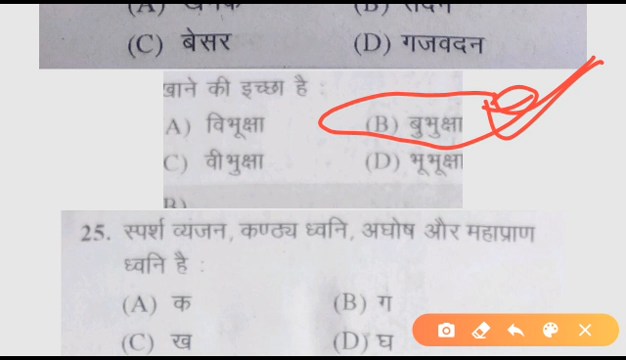 (C) बेसर (D) गजवदन
खाने की इच्छा है :
A) विभूक्षा (B) बुभुक्षा
C) वीभुक्षा (D) भूभूक्षा
25. स्पर्श व्यंजन, कण्ठ्य ध्वनि, अघोष और महाप्राण
ध्वनि है :
(A) क (B) ग
(C) ख (D) घ